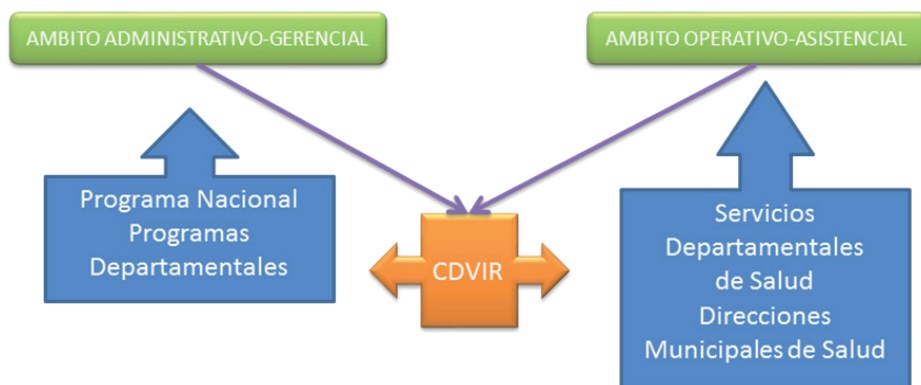 AMBITO ADMINISTRATIVO-GERENCIAL
AMBITO OPERATIVO-ASISTENCIAL
Programa Nacional
Programas
Departamentales
CDVIR
Servicios
Departamentales
de Salud
Direcciones
Municipales de Salud